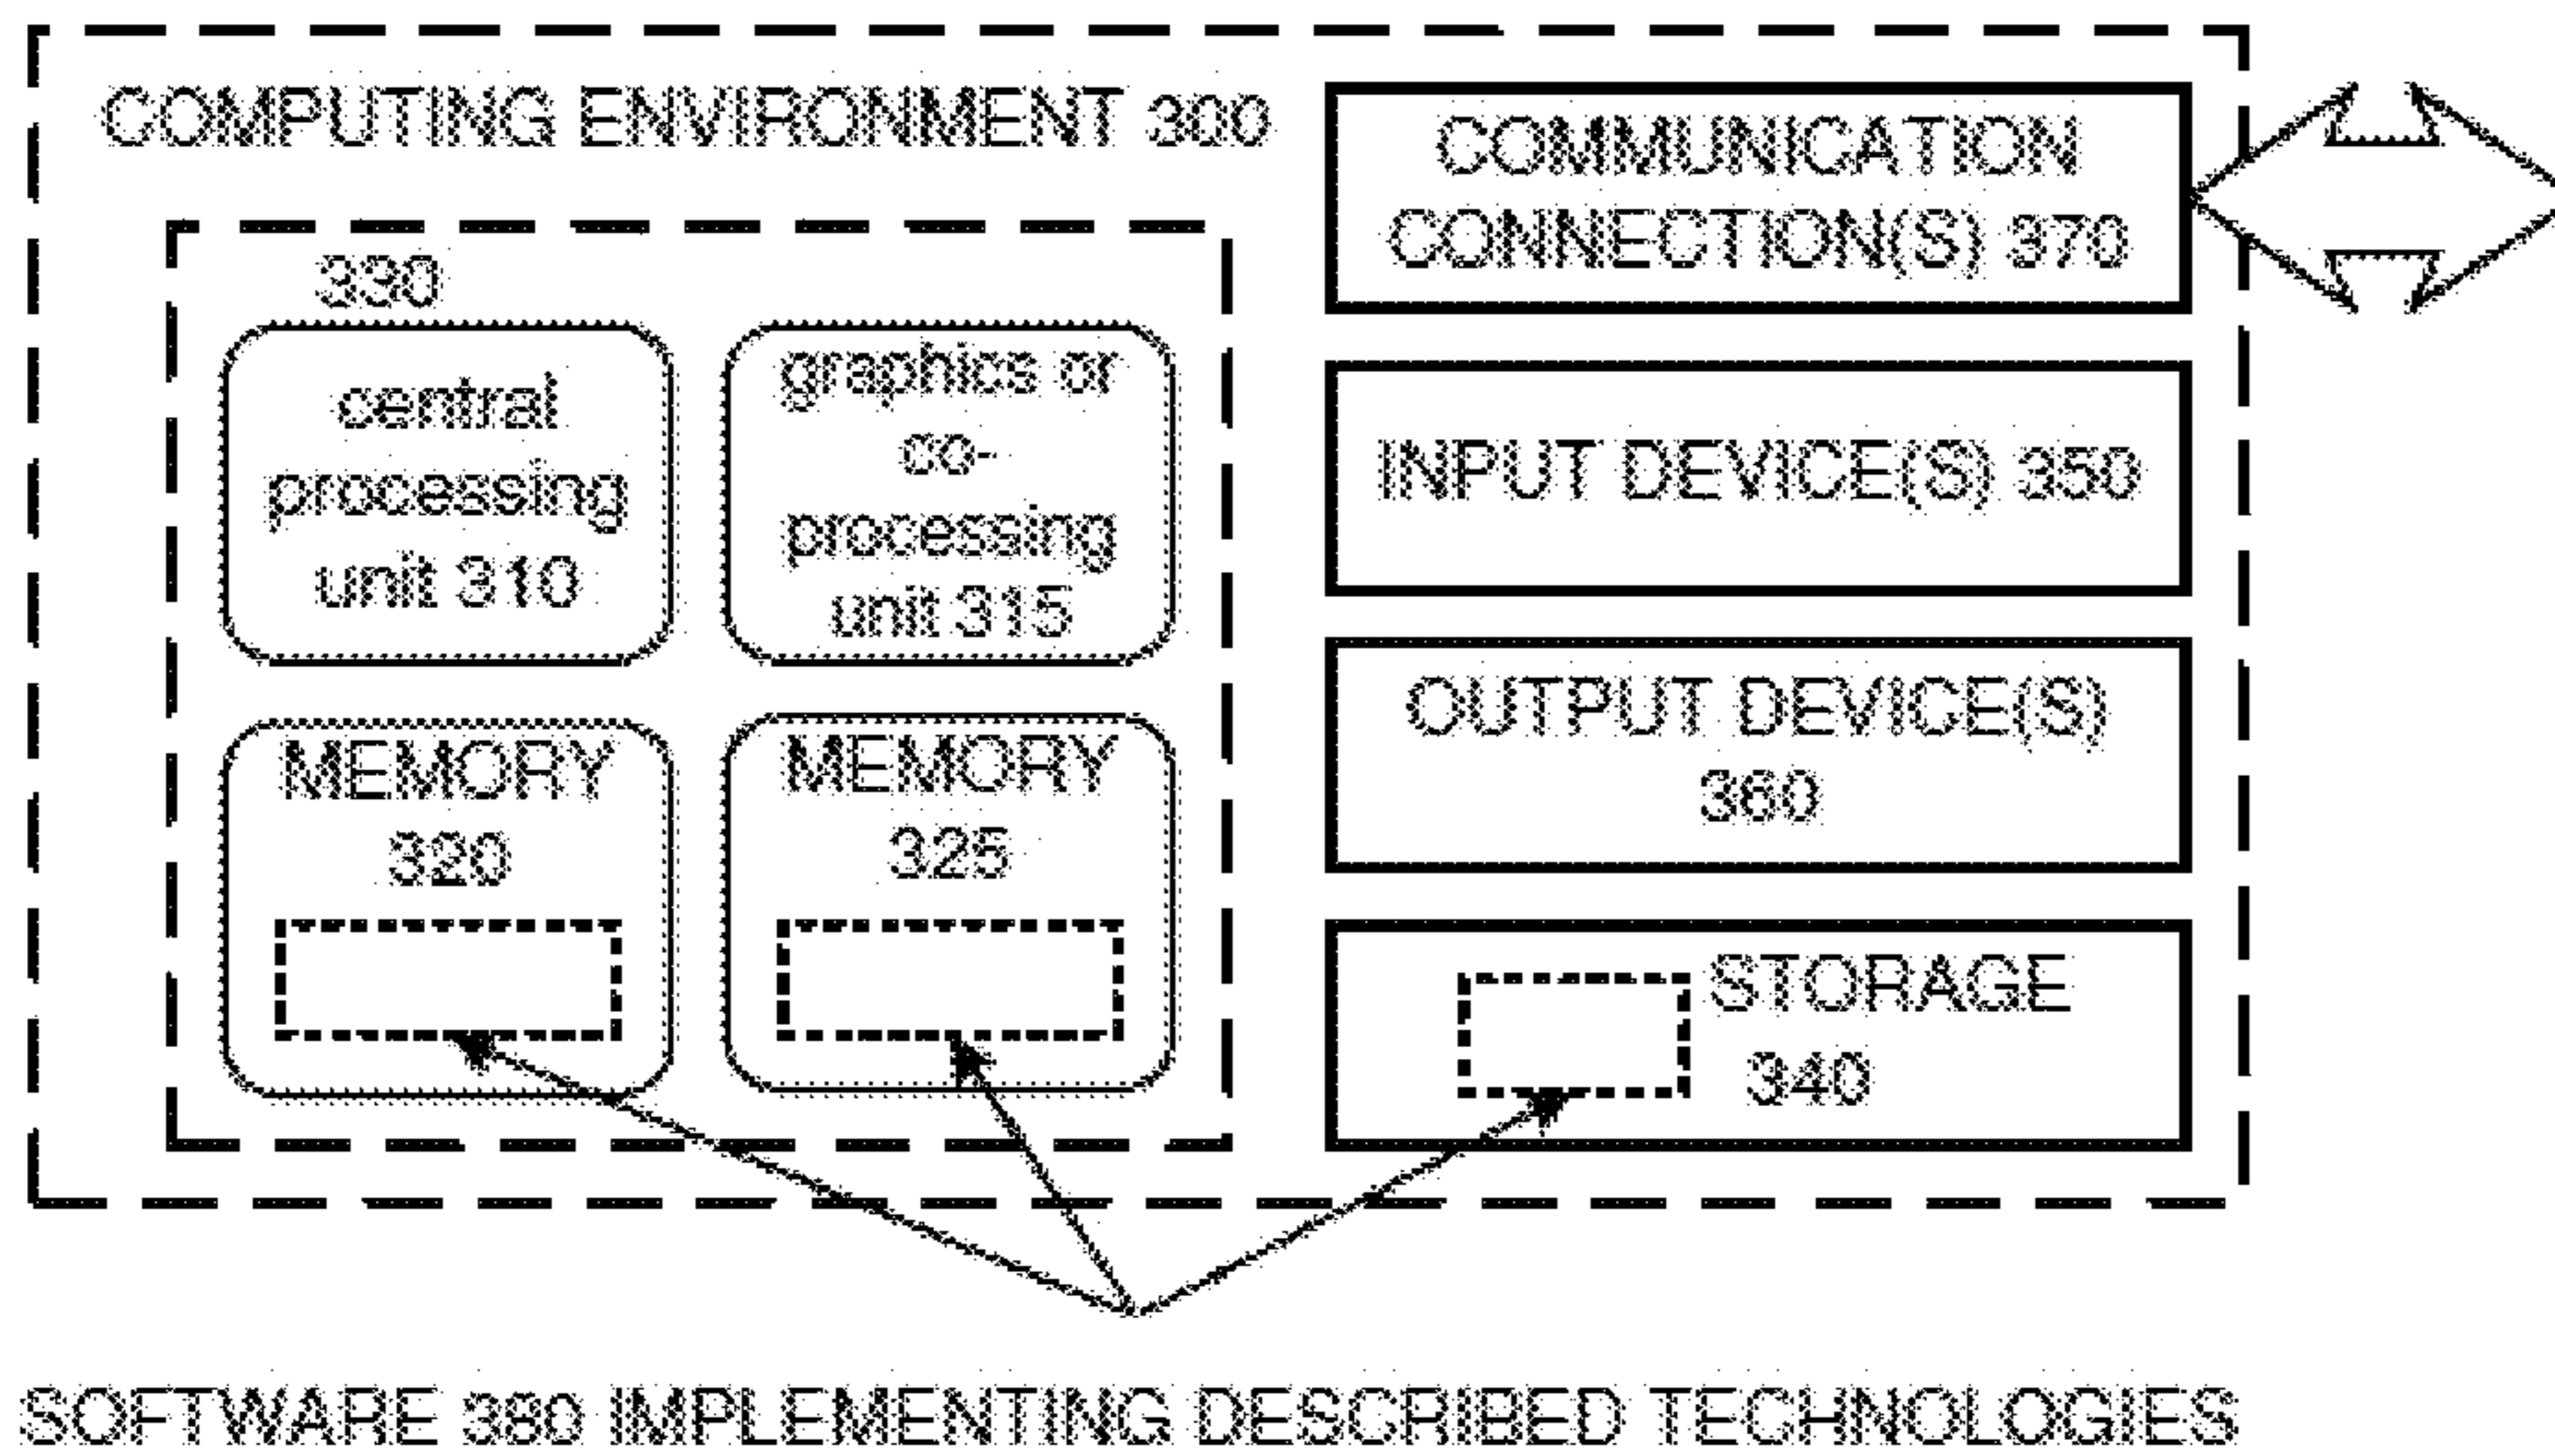 COMPUTING ENVIRONMENT 300
330
central
processing
unit 310
graphics or
co-
processing
unit 315
MEMORY
320
MEMORY
325
COMMUNICATION
CONNECTION(S) 370
INPUT DEVICE(S) 350
OUTPUT DEVICE(S)
360
STORAGE
340
SOFTWARE 380 IMPLEMENTING DESCRIBED TECHNOLOGIES